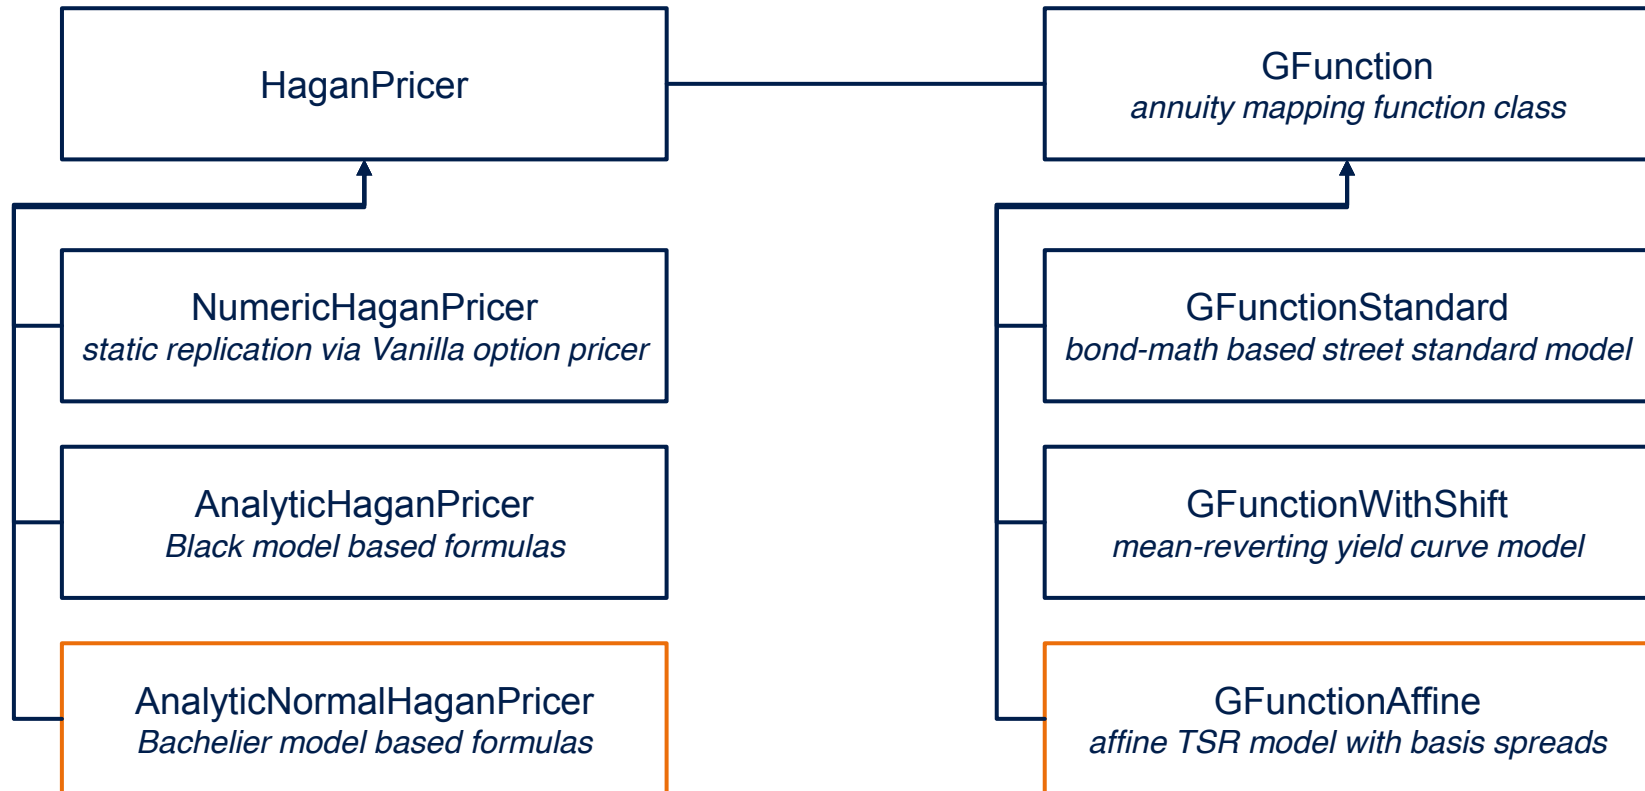 HaganPricer
GFunction
annuity mapping function class
NumericHaganPricer
static replication via Vanilla option pricer
GFunctionStandard
bond-math based street standard model
AnalyticHaganPricer
Black model based formulas
GFunctionWithShift
mean-reverting yield curve model
AnalyticNormalHaganPricer
Bachelier model based formulas
GFunctionAffine
affine TSR model with basis spreads